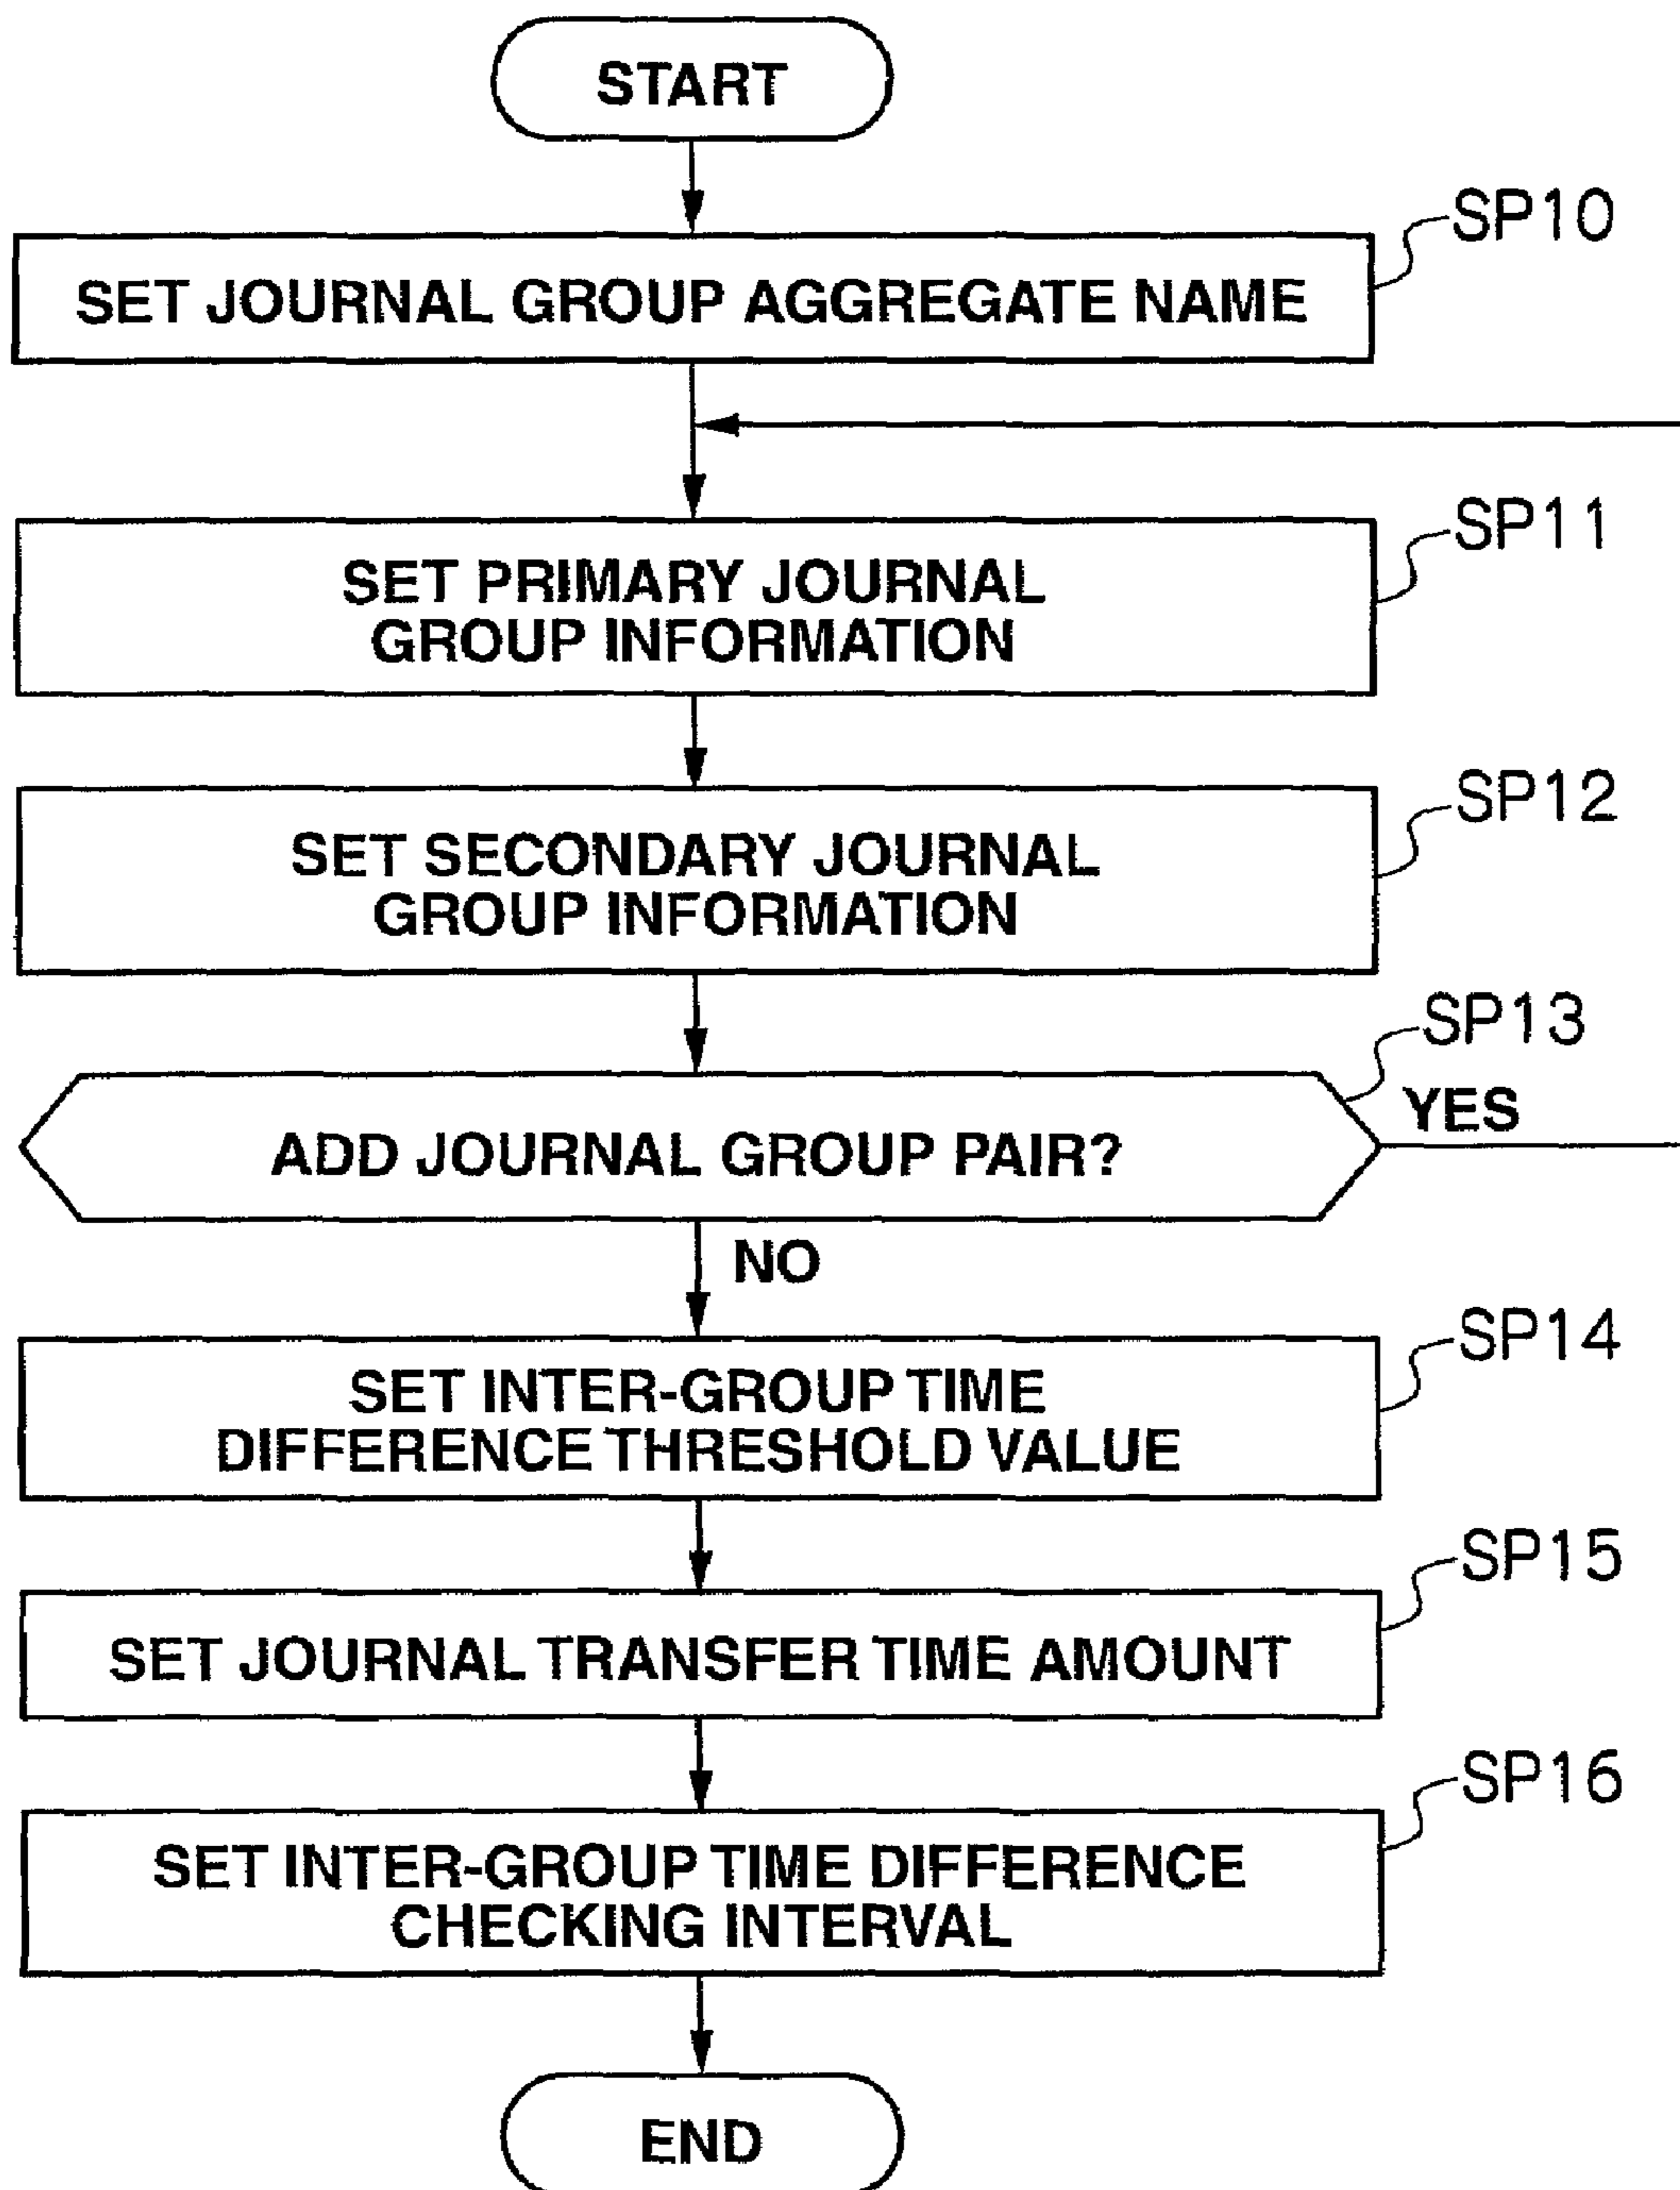 START
SP10
SET JOURNAL GROUP AGGREGATE NAME
SP11
SET PRIMARY JOURNAL
GROUP INFORMATION
SP12
SET SECONDARY JOURNAL
GROUP INFORMATION
SP13
YES
ADD JOURNAL GROUP PAIR?
NO
SP14
SET INTER-GROUP TIME
DIFFERENCE THRESHOLD VALUE
SP15
SET JOURNAL TRANSFER TIME AMOUNT
SP16
SET INTER-GROUP TIME DIFFERENCE
CHECKING INTERVAL
END